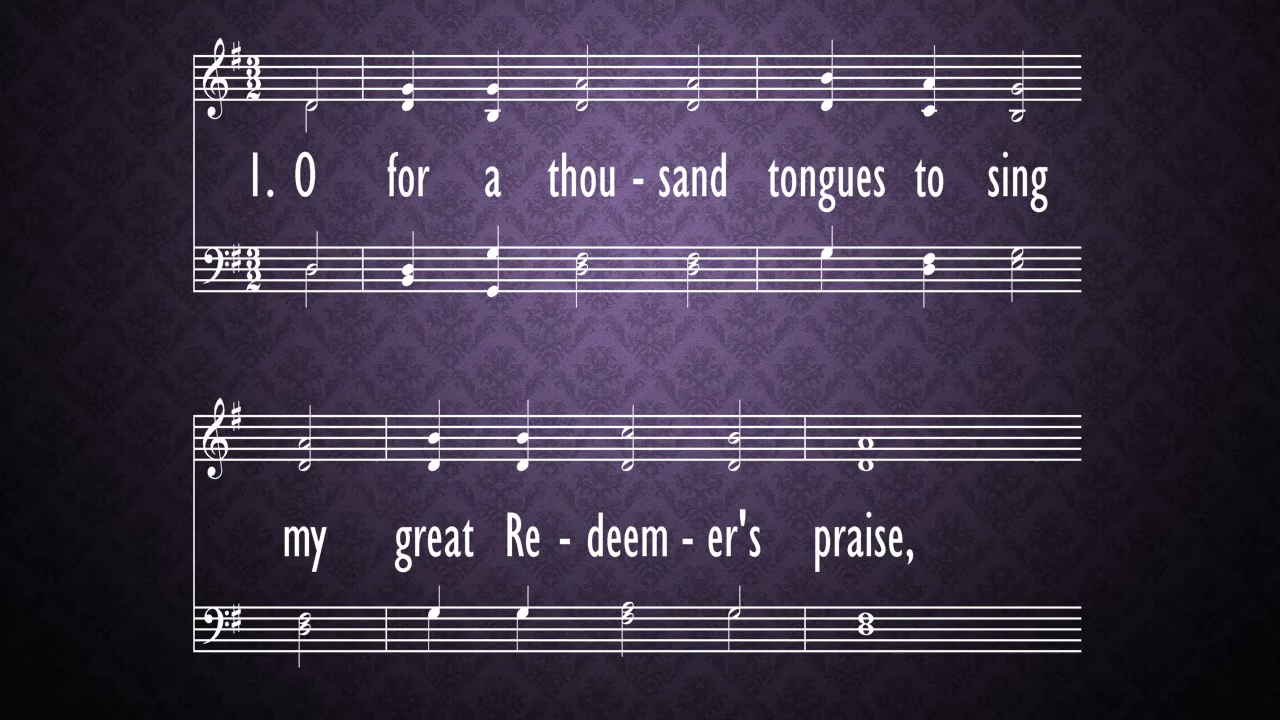 1. O for a thou - sand tongues to sing
my great Re - deem - er's praise,